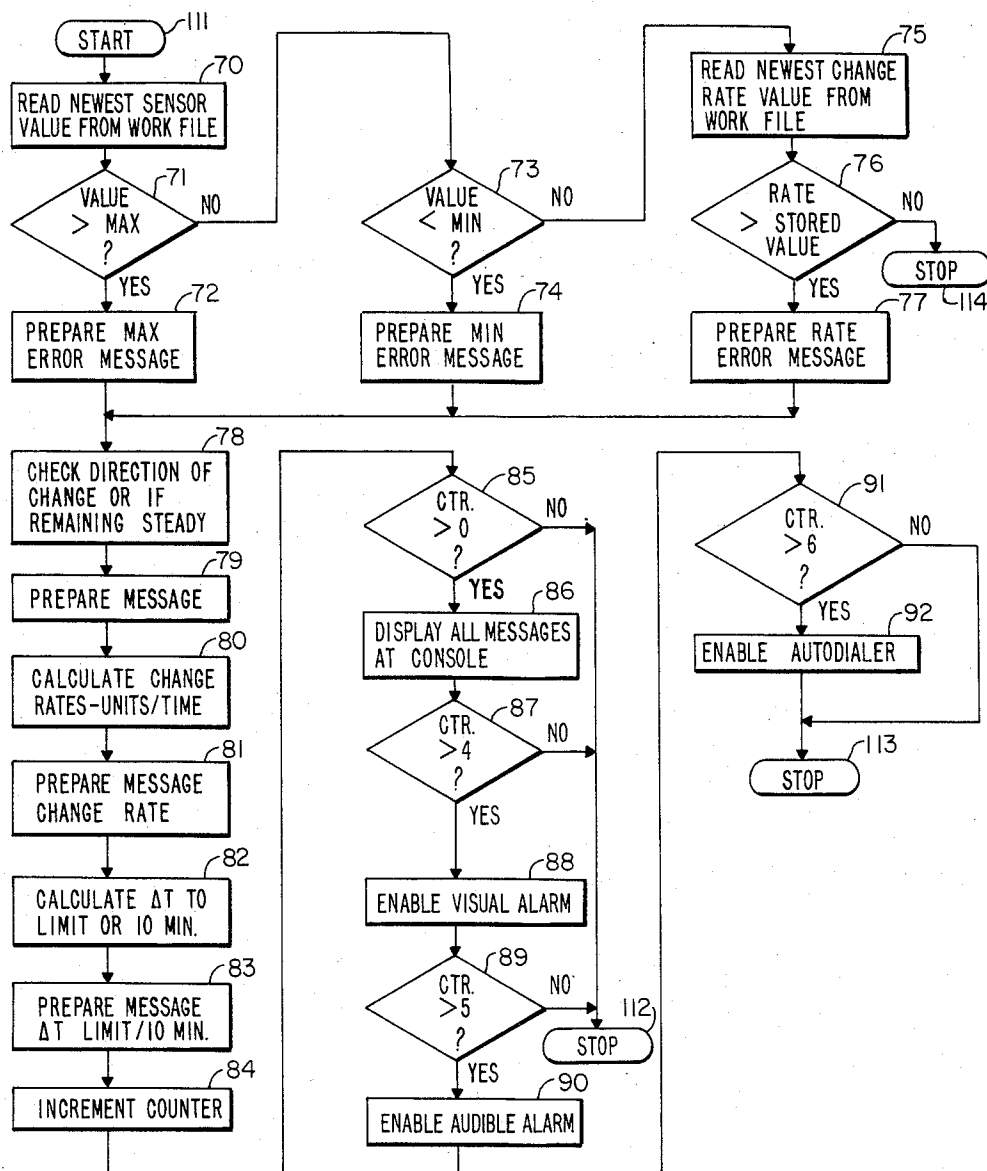 START
111
70
READ NEWEST SENSOR
VALUE FROM WORK FILE
71
VALUE
> MAX
?
NO
YES
72
PREPARE MAX
ERROR MESSAGE
73
VALUE
< MIN
?
NO
YES
74
PREPARE MIN
ERROR MESSAGE
75
READ NEWEST CHANGE
RATE VALUE FROM
WORK FILE
76
RATE
> STORED
VALUE
?
NO
STOP
114
YES
77
PREPARE RATE
ERROR MESSAGE
78
CHECK DIRECTION OF
CHANGE OR IF
REMAINING STEADY
79
PREPARE MESSAGE
80
CALCULATE CHANGE
RATES-UNITS/TIME
81
PREPARE MESSAGE
CHANGE RATE
82
CALCULATE ΔT TO
LIMIT OR 10 MIN.
83
PREPARE MESSAGE
ΔT LIMIT/10 MIN.
84
INCREMENT COUNTER
85
CTR.
>0
?
NO
YES
86
DISPLAY ALL MESSAGES
AT CONSOLE
87
CTR.
>4
?
NO
YES
88
ENABLE VISUAL ALARM
89
CTR.
>5
?
NO
112
STOP
YES
90
ENABLE AUDIBLE ALARM
91
CTR.
>6
?
NO
YES
92
ENABLE AUTODIALER
113
STOP